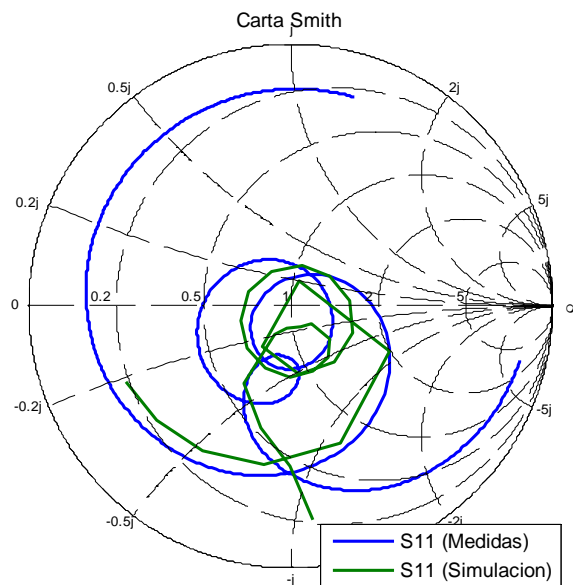 Carta Smith
j
0.5j
2j
0.2j
5j
0
0.2
0.5
1
2
5
-0.2j
-5j
-0.5j
-2j
-j
S11 (Medidas)
S11 (Simulacion)